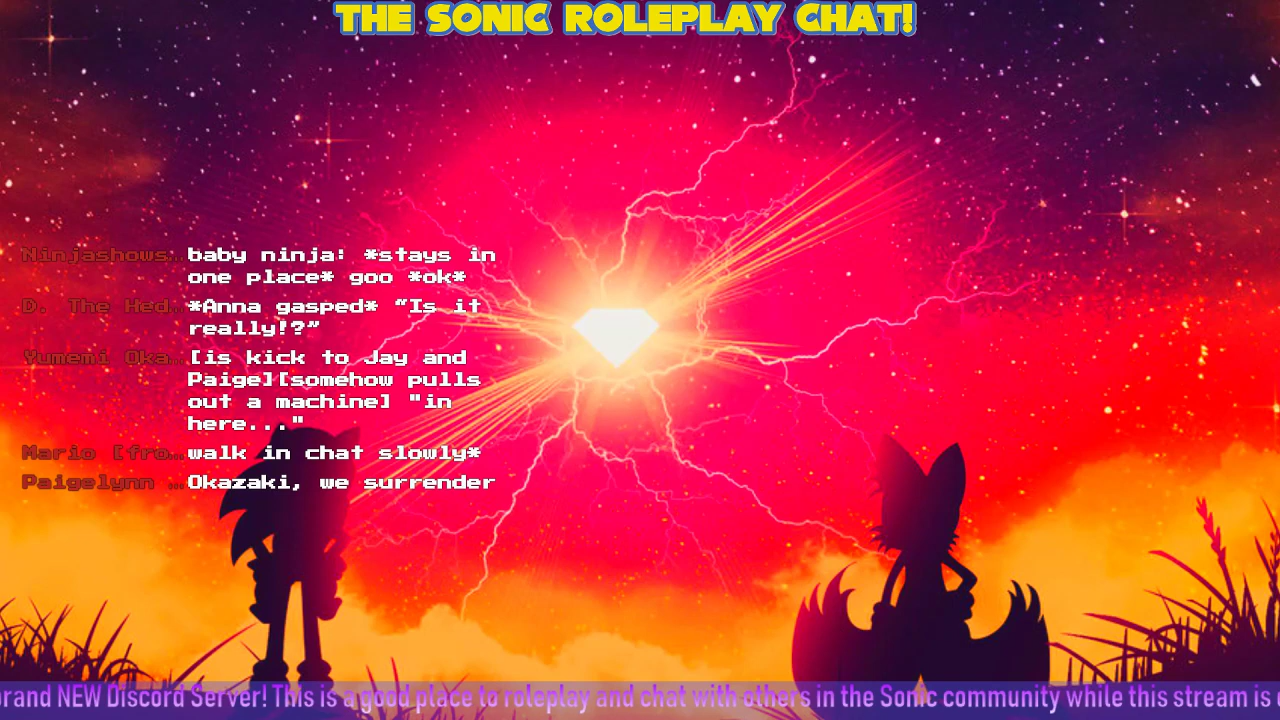 THE SONIC ROLEPLAY CHAT!
Ninjashows… baby ninja: *stays in
one place* goo *ok*
D. The Hed… *Anna gasped* “Is it
really!?”
Yumemi Oka… [is kick to Jay and
Paige][somehow pulls
out a machine] "in
here..."
Mario [fro… walk in chat slowly*
Paigelynn … Okazaki, we surrender
brand NEW Discord Server! This is a good place to roleplay and chat with others in the Sonic community while this stream is